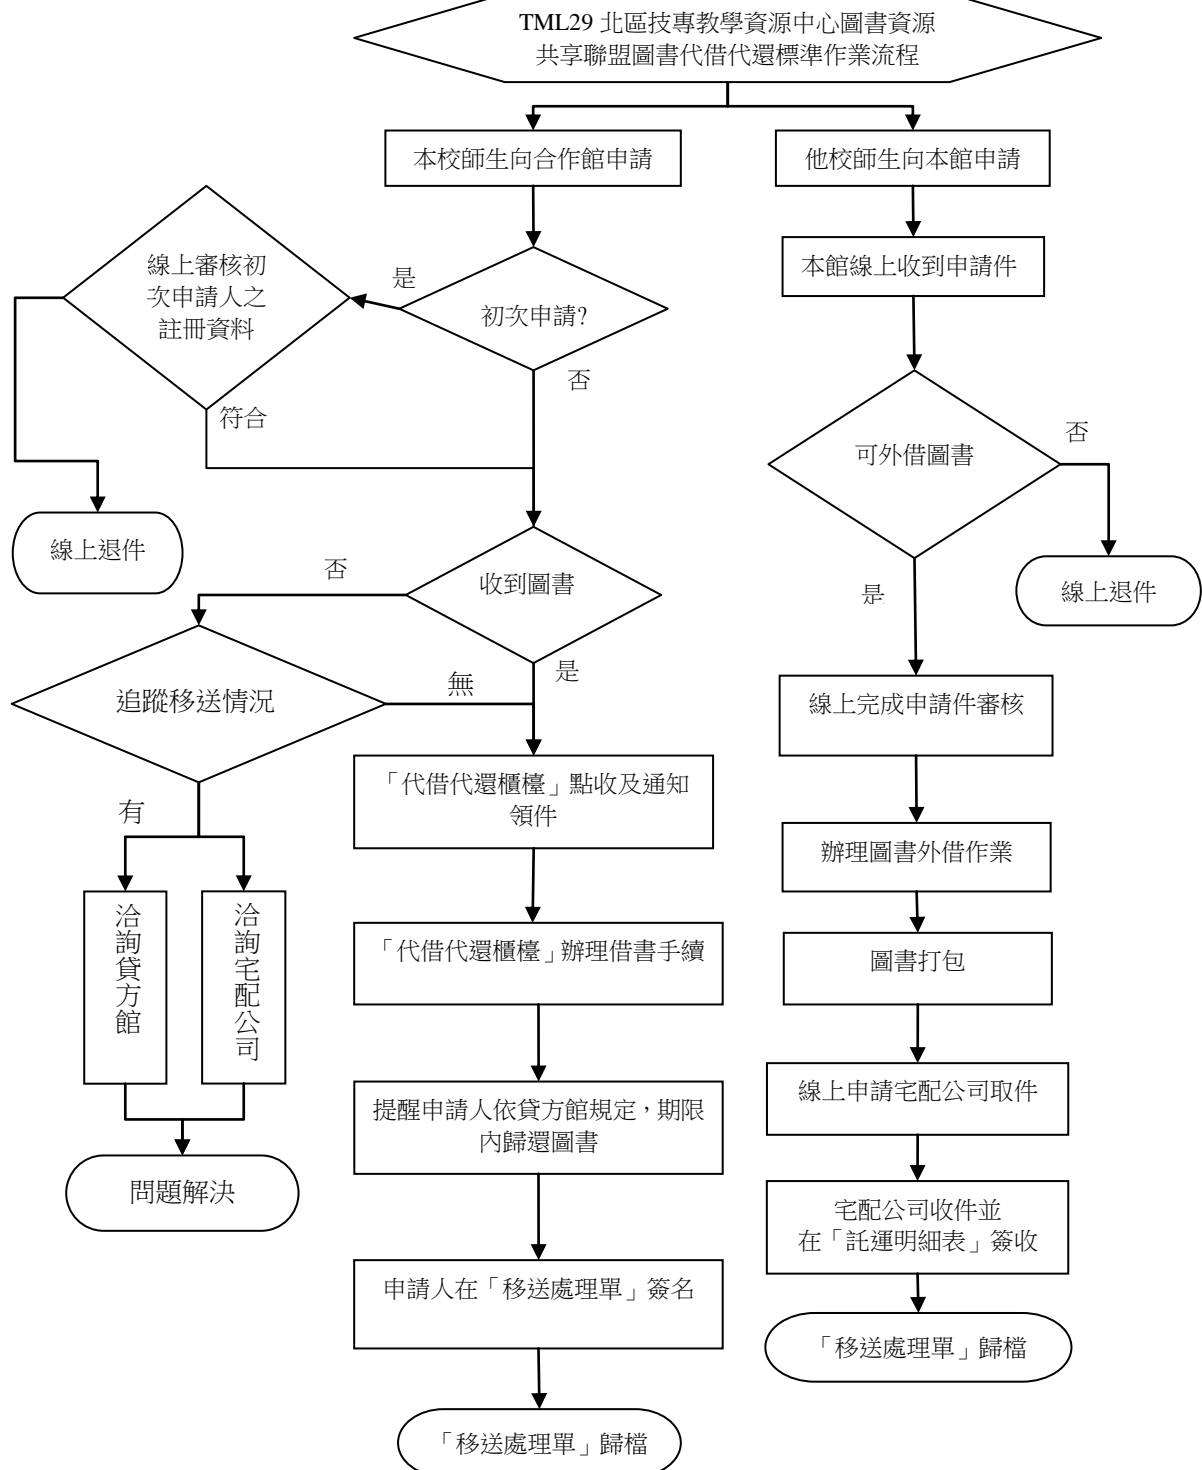 TML29 北區技專教學資源中心圖書資源
共享聯盟圖書代借代還標準作業流程
本校師生向合作館申請
他校師生向本館申請
線上審核初
次申請人之
註冊資料
是
初次申請?
否
符合
線上退件
本館線上收到申請件
可外借圖書
否
是
線上退件
收到圖書
否
是
追蹤移送情況
無
有
洽詢貸方館
洽詢宅配公司
問題解決
「代借代還櫃檯」點收及通知
領件
「代借代還櫃檯」辦理借書手續
提醒申請人依貸方館規定，期限
內歸還圖書
申請人在「移送處理單」簽名
「移送處理單」歸檔
線上完成申請件審核
辦理圖書外借作業
圖書打包
線上申請宅配公司取件
宅配公司收件並
在「託運明細表」簽收
「移送處理單」歸檔